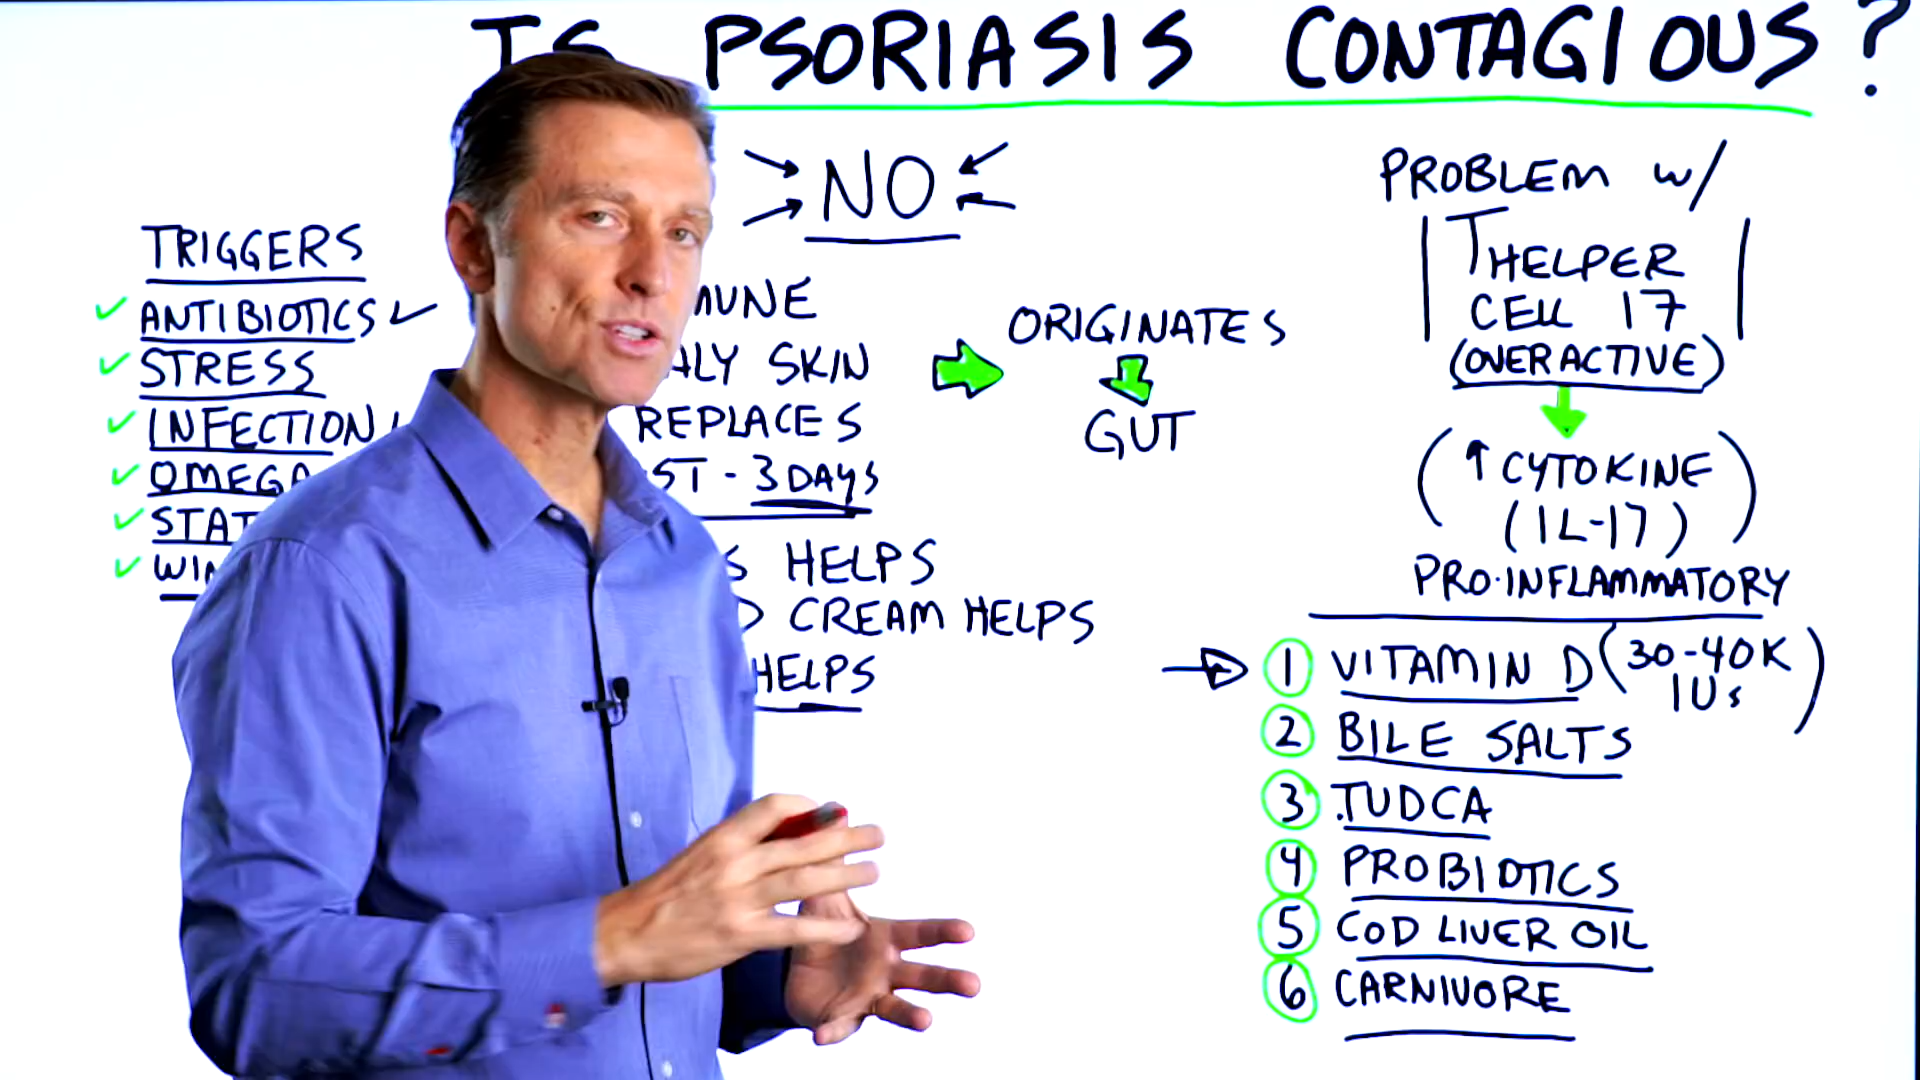 PSORIASIS CONTAGIOUS?
NO
TRIGGERS
ANTIBIOTICS
STRESS
INFECTION
SKIN
REPLACES
3 DAYS
HELPS
CREAM HELPS
HELPS
ORIGINATES
GUT
PROBLEM w/
T HELPER
CELL 17
(OVERACTIVE)
(↑ CYTOKINE
(IL-17))
PRO-INFLAMMATORY
1 VITAMIN D (30-40K
IUs)
2 BILE SALTS
3 TUDCA
4 PROBIOTICS
5 COD LIVER OIL
6 CARNIVORE